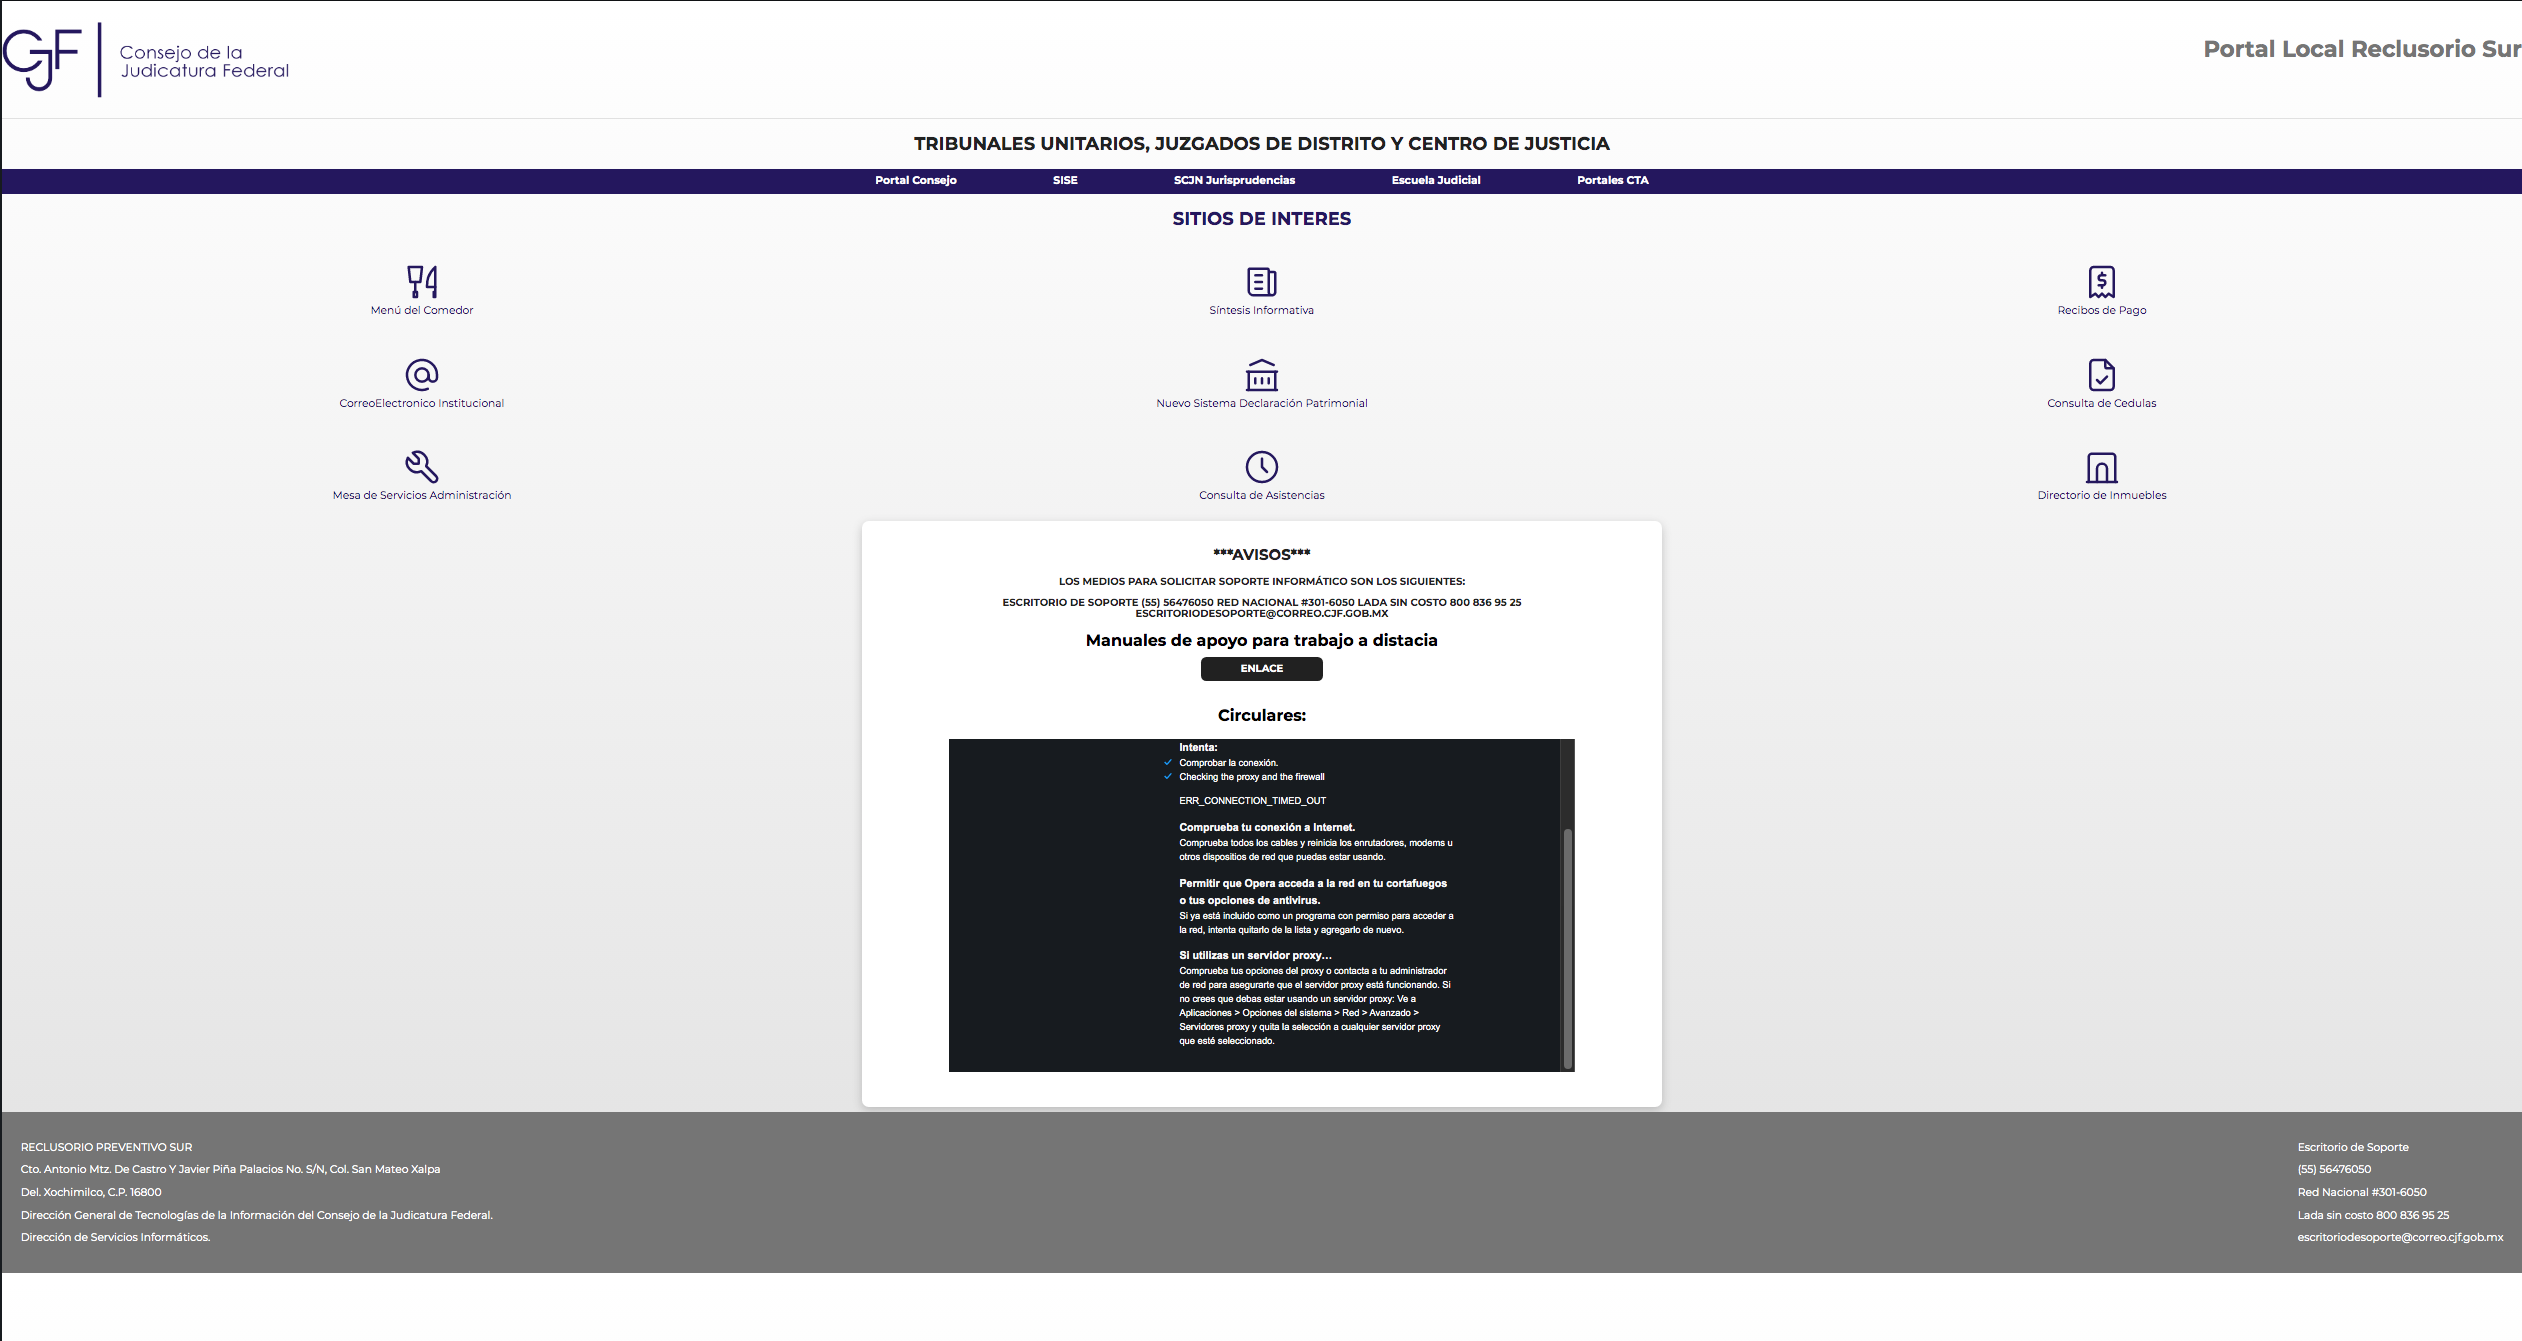 CJF
Consejo de la
Judicatura Federal
Portal Local Reclusorio Sur
TRIBUNALES UNITARIOS, JUZGADOS DE DISTRITO Y CENTRO DE JUSTICIA
Portal Consejo SISE SCJN Jurisprudencias Escuela Judicial Portales CTA
SITIOS DE INTERES
Menú del Comedor Síntesis Informativa Recibos de Pago
CorreoElectronico Institucional Nuevo Sistema Declaración Patrimonial Consulta de Cedulas
Mesa de Servicios Administración Consulta de Asistencias Directorio de Inmuebles
***AVISOS***
LOS MEDIOS PARA SOLICITAR SOPORTE INFORMÁTICO SON LOS SIGUIENTES:
ESCRITORIO DE SOPORTE (55) 56476050 RED NACIONAL #301-6050 LADA SIN COSTO 800 836 95 25
ESCRITORIODESOPORTE@CORREO.CJF.GOB.MX
Manuales de apoyo para trabajo a distacia
ENLACE
Circulares:
Intenta:
Comprobar la conexión.
Checking the proxy and the firewall
ERR_CONNECTION_TIMED_OUT
Comprueba tu conexión a Internet.
Comprueba todos los cables y reinicia los enrutadores, modems u
otros dispositios de red que puedas estar usando.
Permitir que Opera acceda a la red en tu cortafuegos
o tus opciones de antivirus.
Si ya está incluido como un programa con permiso para acceder a
la red, intenta quitarlo de la lista y agregarlo de nuevo.
Si utilizas un servidor proxy...
Comprueba tus opciones del proxy o contacta a tu administrador
de red para asegurarte que el servidor proxy está funcionando. Si
no crees que debas estar usando un servidor proxy: Ve a
Aplicaciones > Opciones del sistema > Red > Avanzado >
Servidores proxy y quita la selección a cualquier servidor proxy
que esté seleccionado.
RECLUSORIO PREVENTIVO SUR
Cto. Antonio Mtz. De Castro Y Javier Piña Palacios No. S/N, Col. San Mateo Xalpa
Del. Xochimilco, C.P. 16800
Dirección General de Tecnologías de la Información del Consejo de la Judicatura Federal.
Dirección de Servicios Informáticos.
Escritorio de Soporte
(55) 56476050
Red Nacional #301-6050
Lada sin costo 800 836 95 25
escritoriodesoporte@correo.cjf.gob.mx